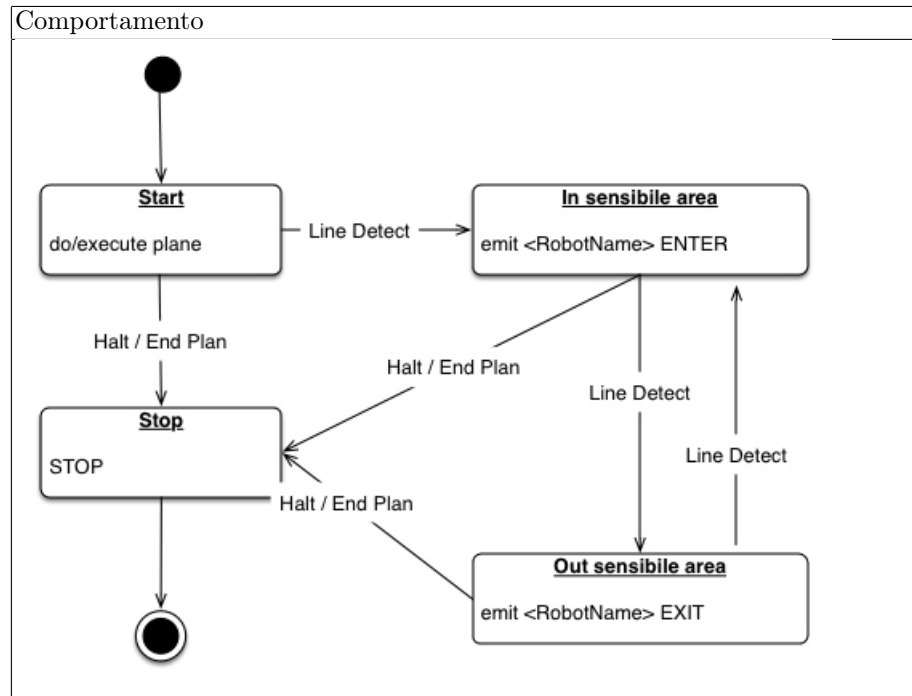 Comportamento
Start
do/execute plane
Line Detect
In sensibile area
emit <RobotName> ENTER
Halt / End Plan
Halt / End Plan
Line Detect
Stop
STOP
Line Detect
Halt / End Plan
Out sensibile area
emit <RobotName> EXIT